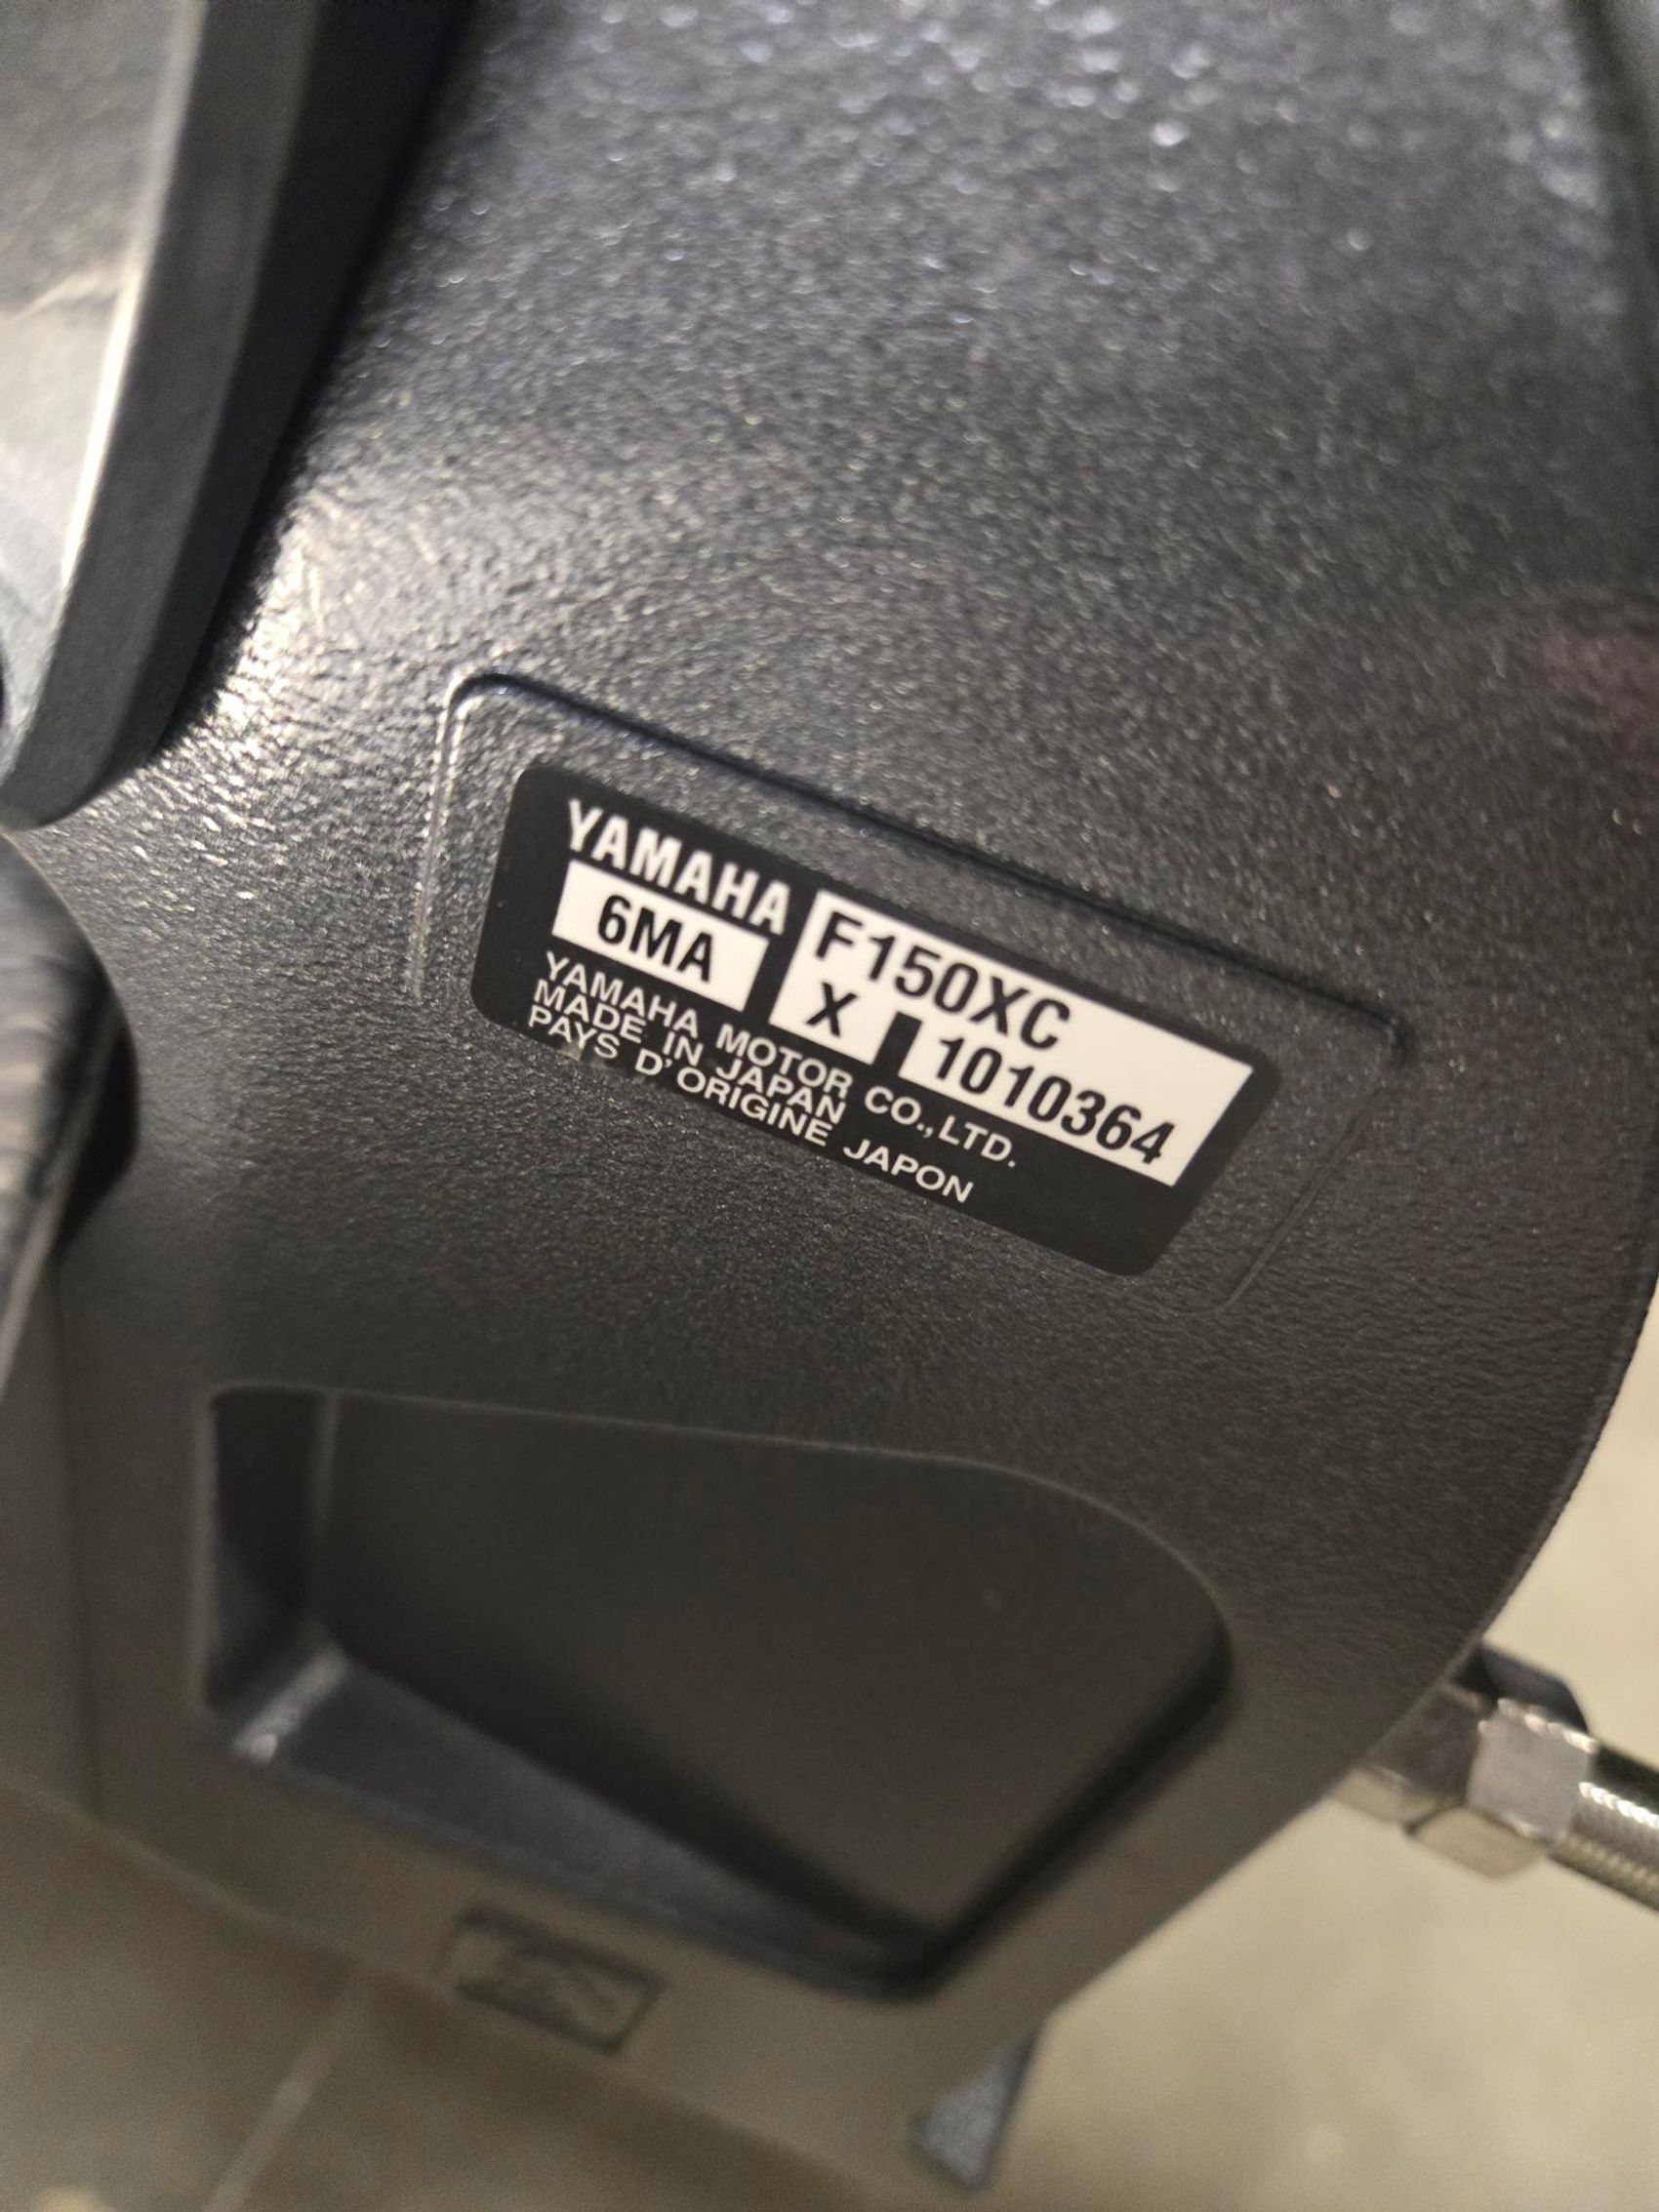 YAMAHA F150XC
6MA X 1010364
YAMAHA MOTOR CO.,LTD.
MADE IN JAPAN
PAYS D'ORIGINE JAPON